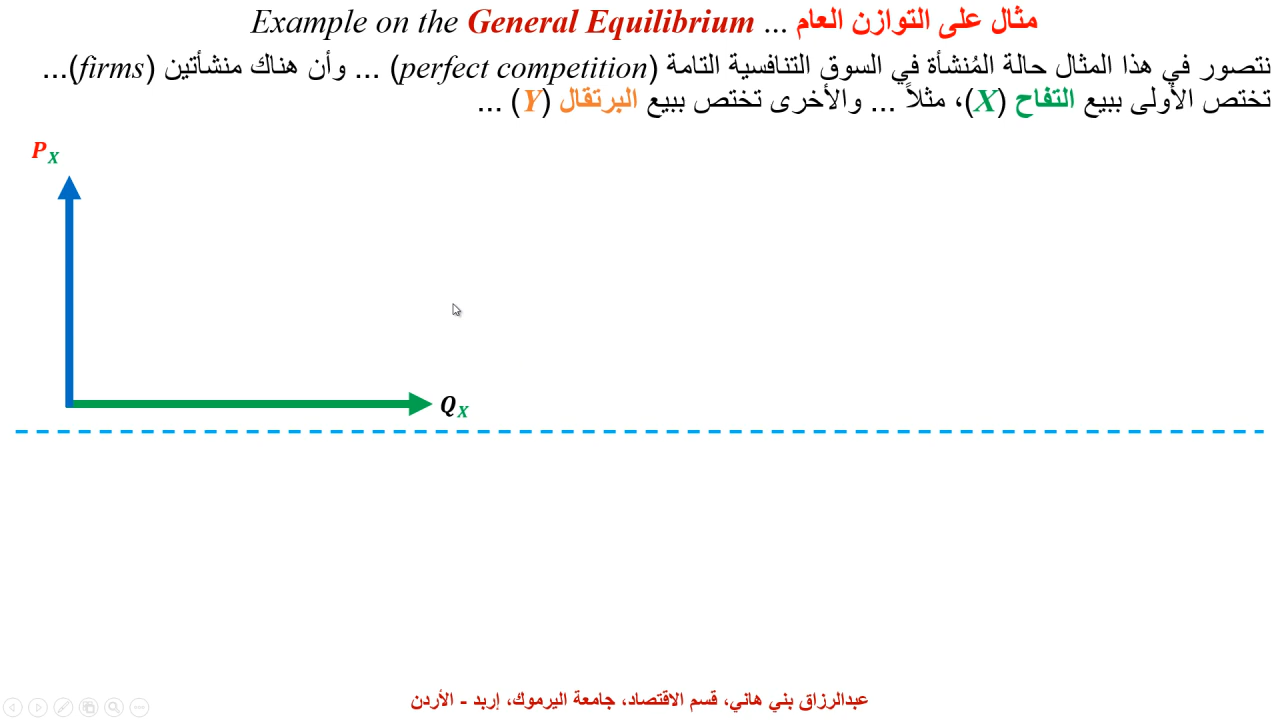 مثال على التوازن العام ... Example on the General Equilibrium
نتصور في هذا المثال حالة المُنشأة في السوق التنافسية التامة (perfect competition) ... وأن هناك منشأتين (firms)...
تختص الأولى ببيع التفاح (X)، مثلاً ... والأخرى تختص ببيع البرتقال (Y) ...
P_X
Q_X
عبدالرزاق بني هاني، قسم الاقتصاد، جامعة اليرموك، إربد - الأردن